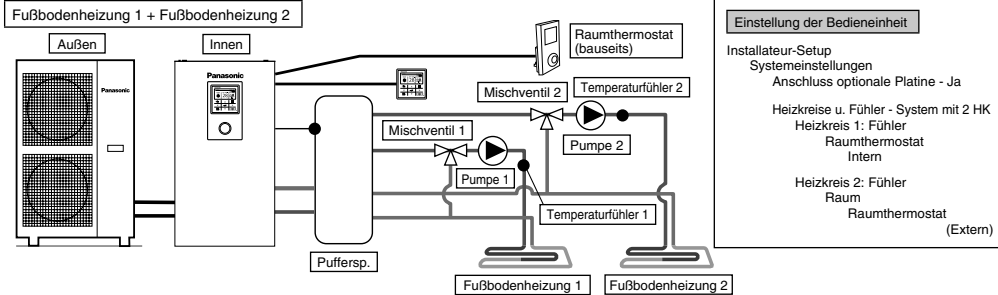 Fußbodenheizung 1 + Fußbodenheizung 2
Außen
Innen
Panasonic
Panasonic
Raumthermostat
(bauseits)
Mischventil 2
Temperaturfühler 2
Mischventil 1
Pumpe 2
Pumpe 1
Temperaturfühler 1
Puffersp.
Fußbodenheizung 1
Fußbodenheizung 2
Einstellung der Bedieneinheit
Installateur-Setup
Systemeinstellungen
Anschluss optionale Platine - Ja
Heizkreise u. Fühler - System mit 2 HK
Heizkreis 1: Fühler
Raumthermostat
Intern
Heizkreis 2: Fühler
Raum
Raumthermostat
(Extern)